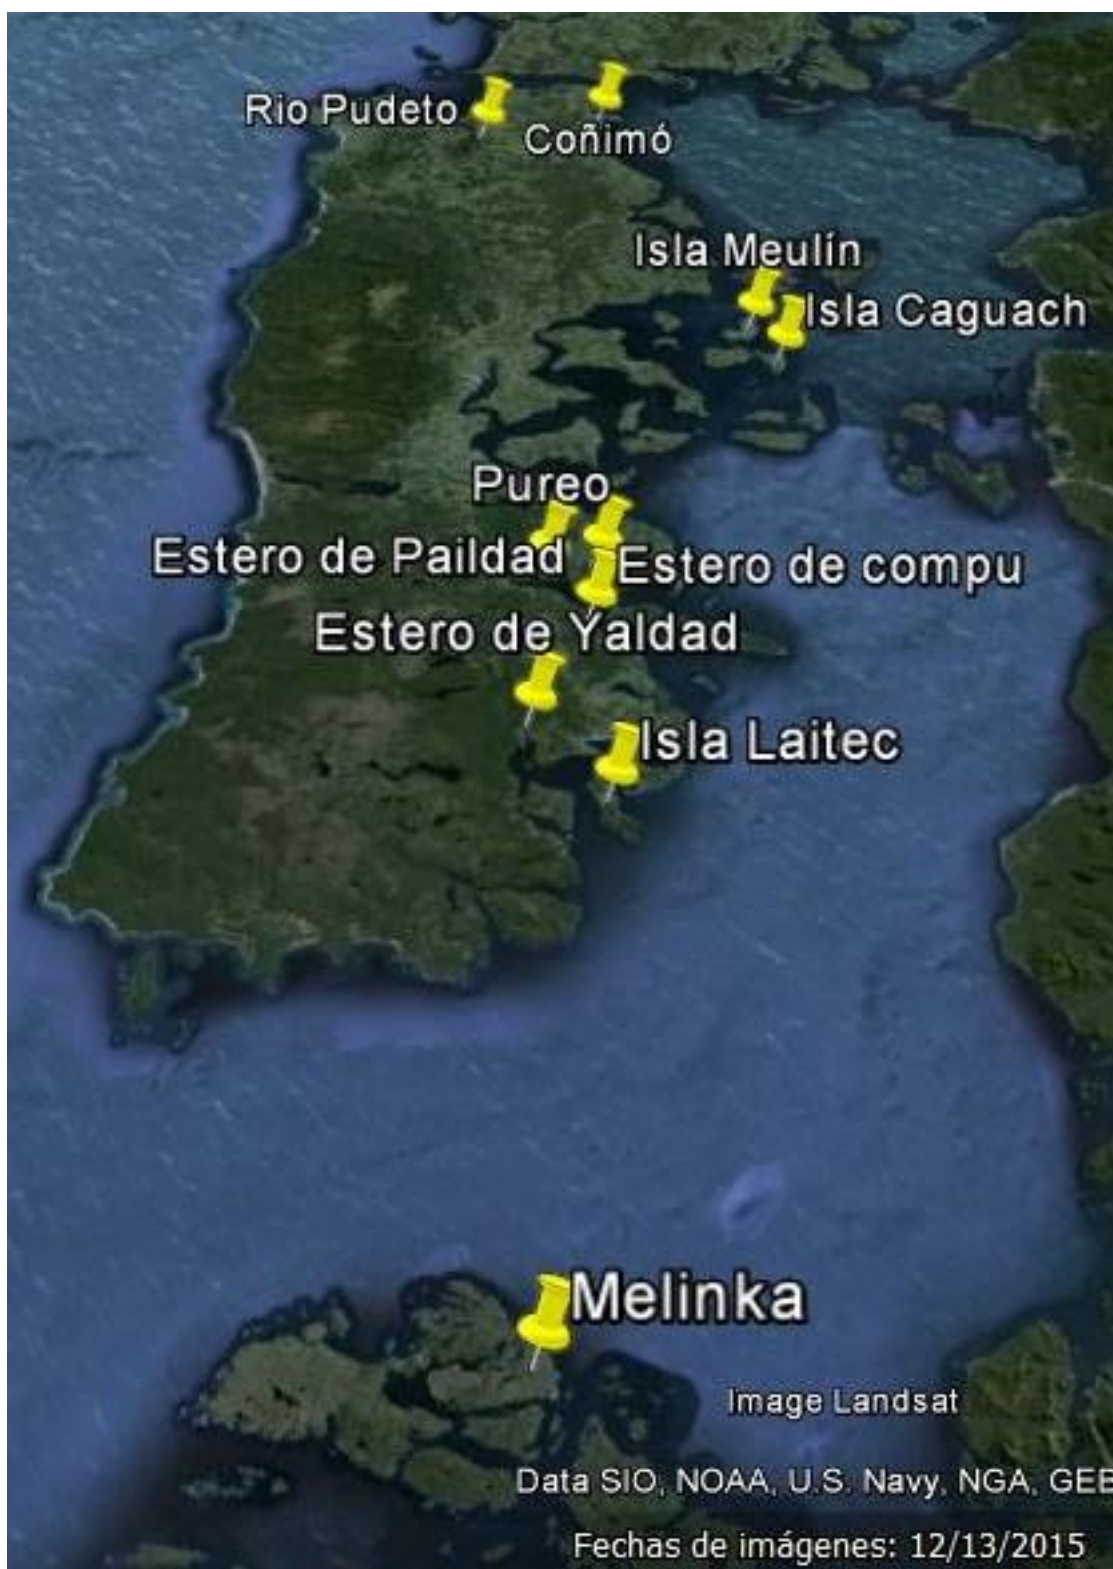 Rio Pudeto
Coñimó
Isla Meulín
Isla Caguach
Pureo
Estero de Paildad
Estero de compu
Estero de Yaldad
Isla Laitec
Melinka
Image Landsat
Data SIO, NOAA, U.S. Navy, NGA, GEB
Fechas de imágenes: 12/13/2015